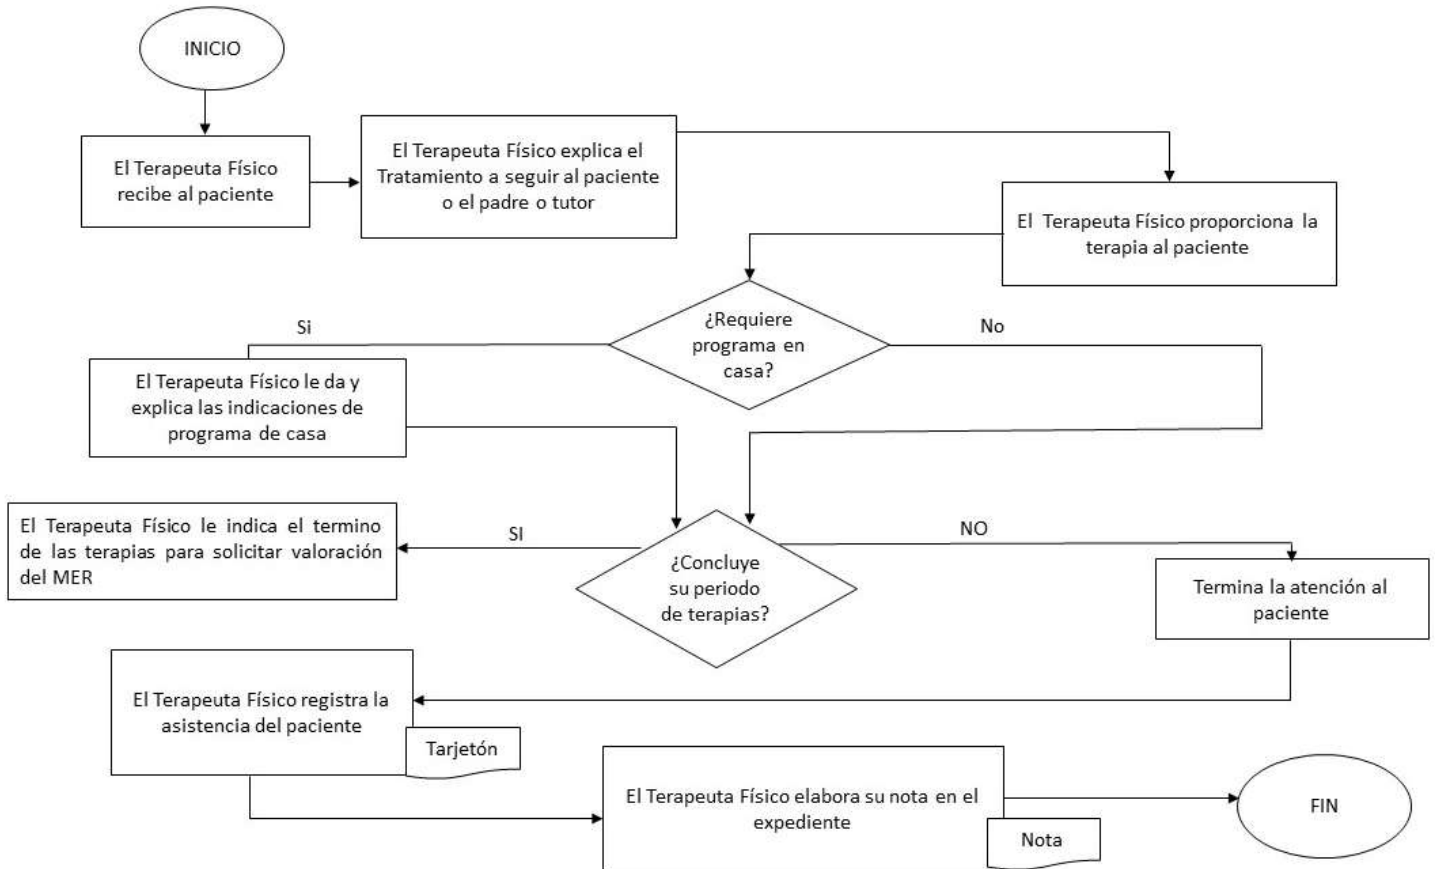 INICIO
El Terapeuta Físico
recibe al paciente
El Terapeuta Físico explica el
Tratamiento a seguir al paciente
o el padre o tutor
El Terapeuta Físico proporciona la
terapia al paciente
¿Requiere
programa en
casa?
Si
No
El Terapeuta Físico le da y
explica las indicaciones de
programa de casa
El Terapeuta Físico le indica el termino
de las terapias para solicitar valoración
del MER
SI
¿Concluye
su periodo
de terapias?
NO
Termina la atención al
paciente
El Terapeuta Físico registra la
asistencia del paciente
Tarjetón
El Terapeuta Físico elabora su nota en el
expediente
Nota
FIN